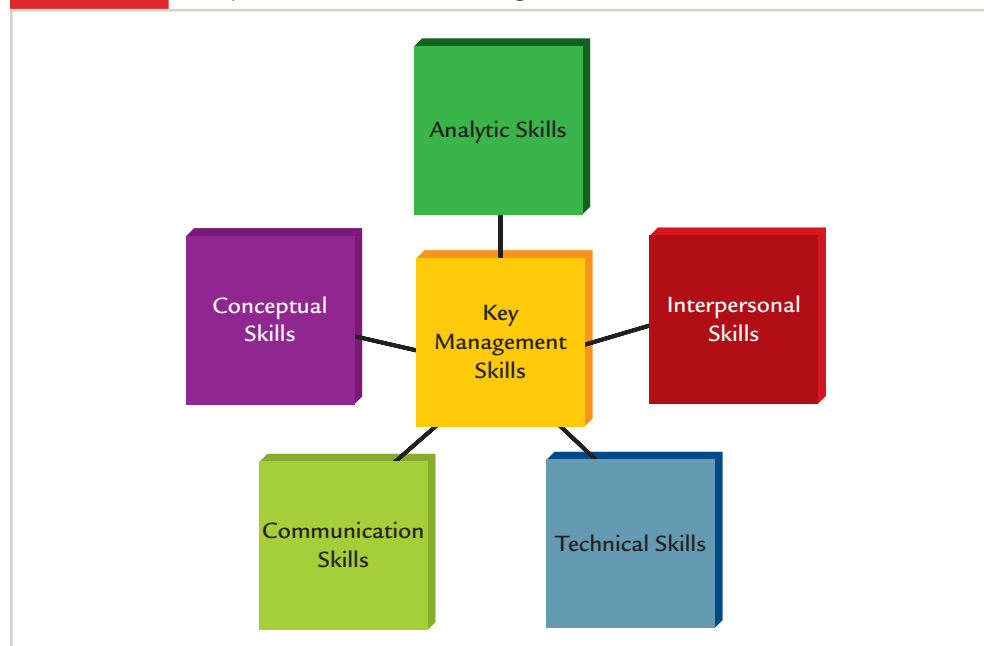 Analytic Skills
Conceptual
Skills
Key
Management
Skills
Interpersonal
Skills
Communication
Skills
Technical Skills